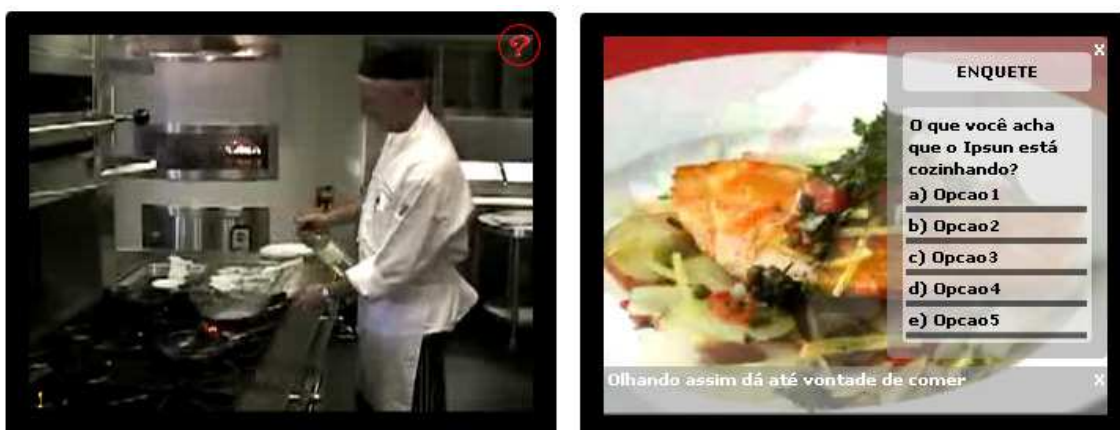 ?
1
x
ENQUETE
O que você acha
que o Ipsun está
cozinhando?
a) Opcao1
b) Opcao2
c) Opcao3
d) Opcao4
e) Opcao5
Olhando assim dá até vontade de comer
x